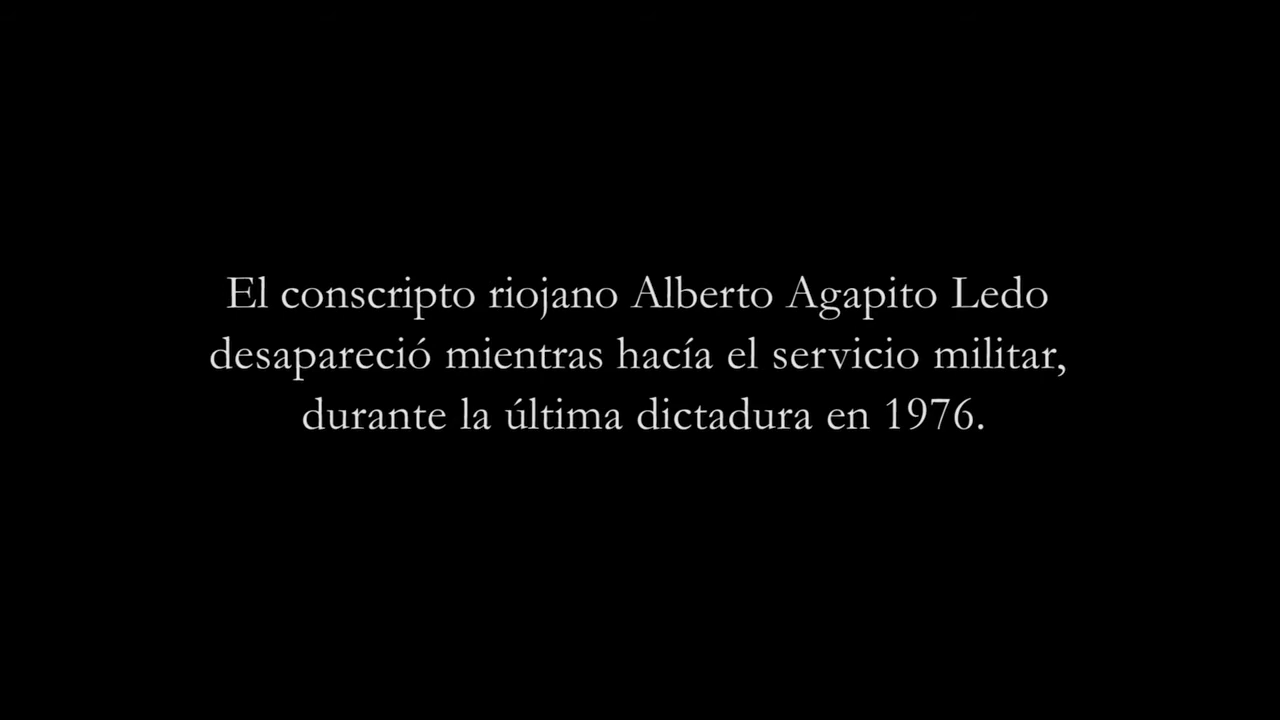 El conscripto riojano Alberto Agapito Ledo
desapareció mientras hacía el servicio militar,
durante la última dictadura en 1976.